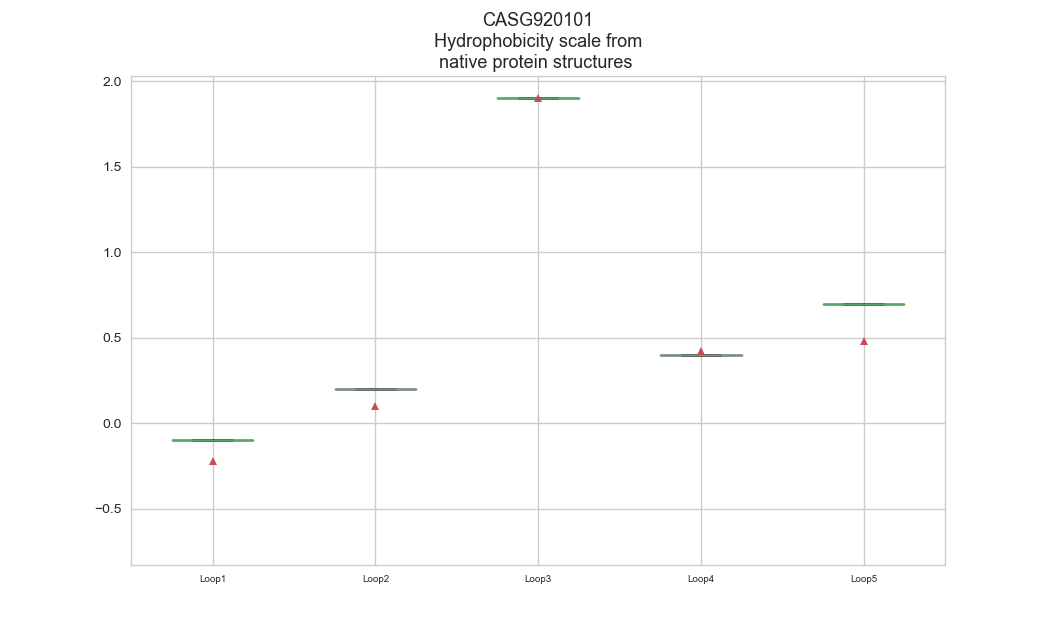 CASG920101
Hydrophobicity scale from
native protein structures
2.0
1.5
1.0
0.5
0.0
−0.5
Loop1 Loop2 Loop3 Loop4 Loop5